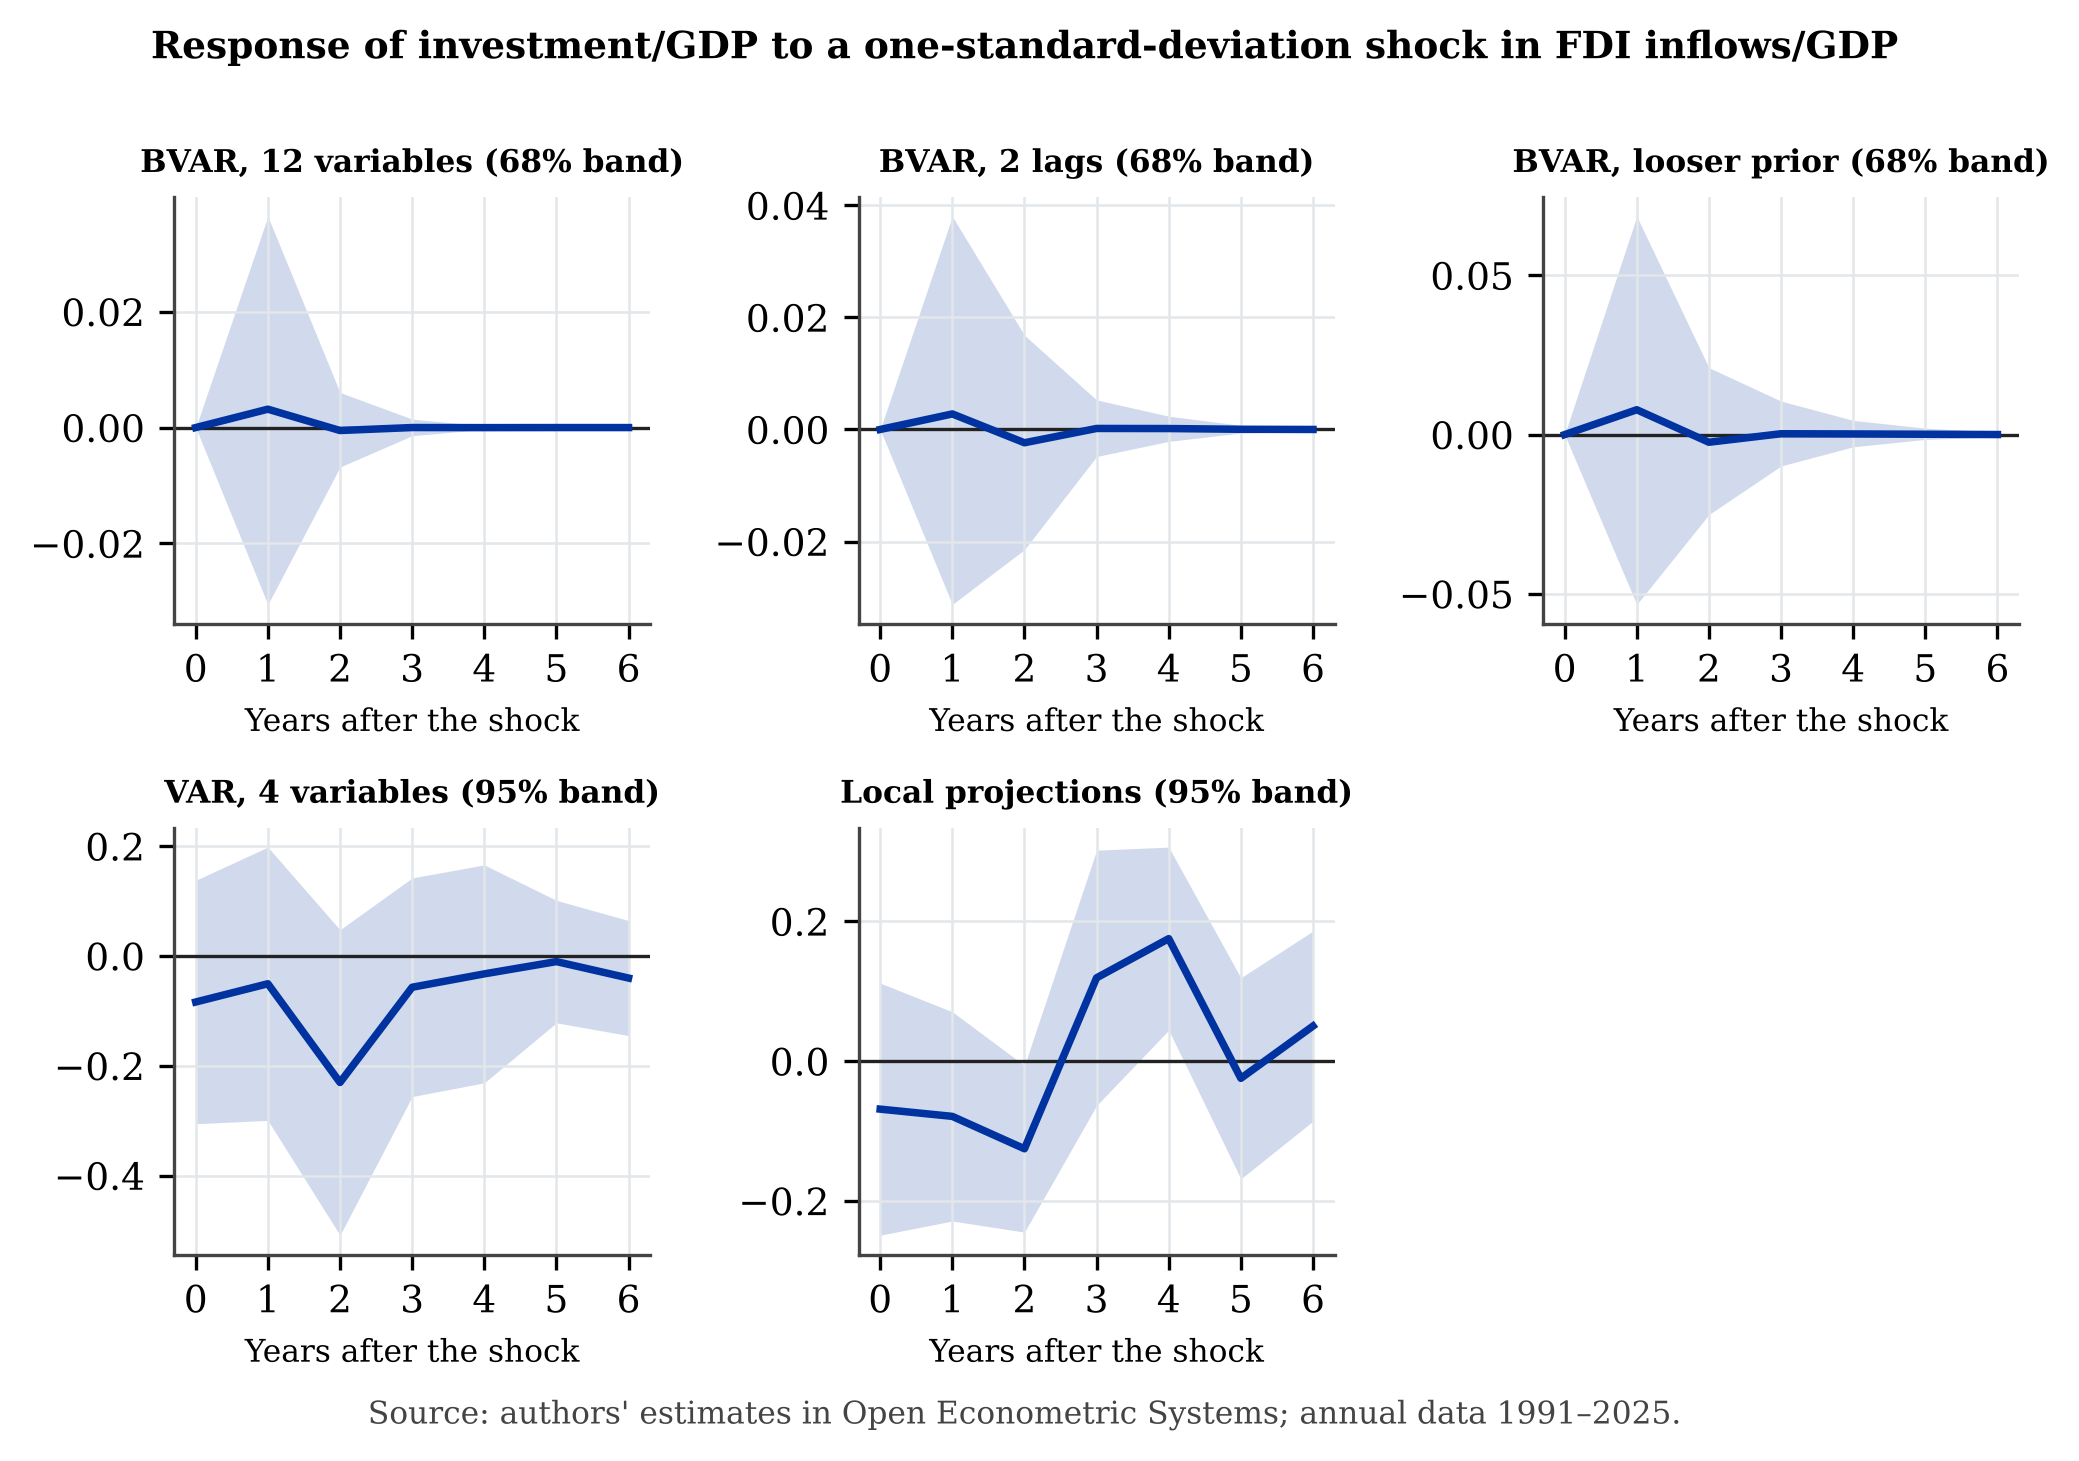 Response of investment/GDP to a one-standard-deviation shock in FDI inflows/GDP
BVAR, 12 variables (68% band)
0.02
0.00
−0.02
0 1 2 3 4 5 6
Years after the shock
BVAR, 2 lags (68% band)
0.04
0.02
0.00
−0.02
0 1 2 3 4 5 6
Years after the shock
BVAR, looser prior (68% band)
0.05
0.00
−0.05
0 1 2 3 4 5 6
Years after the shock
VAR, 4 variables (95% band)
0.2
0.0
−0.2
−0.4
0 1 2 3 4 5 6
Years after the shock
Local projections (95% band)
0.2
0.0
−0.2
0 1 2 3 4 5 6
Years after the shock
Source: authors' estimates in Open Econometric Systems; annual data 1991–2025.